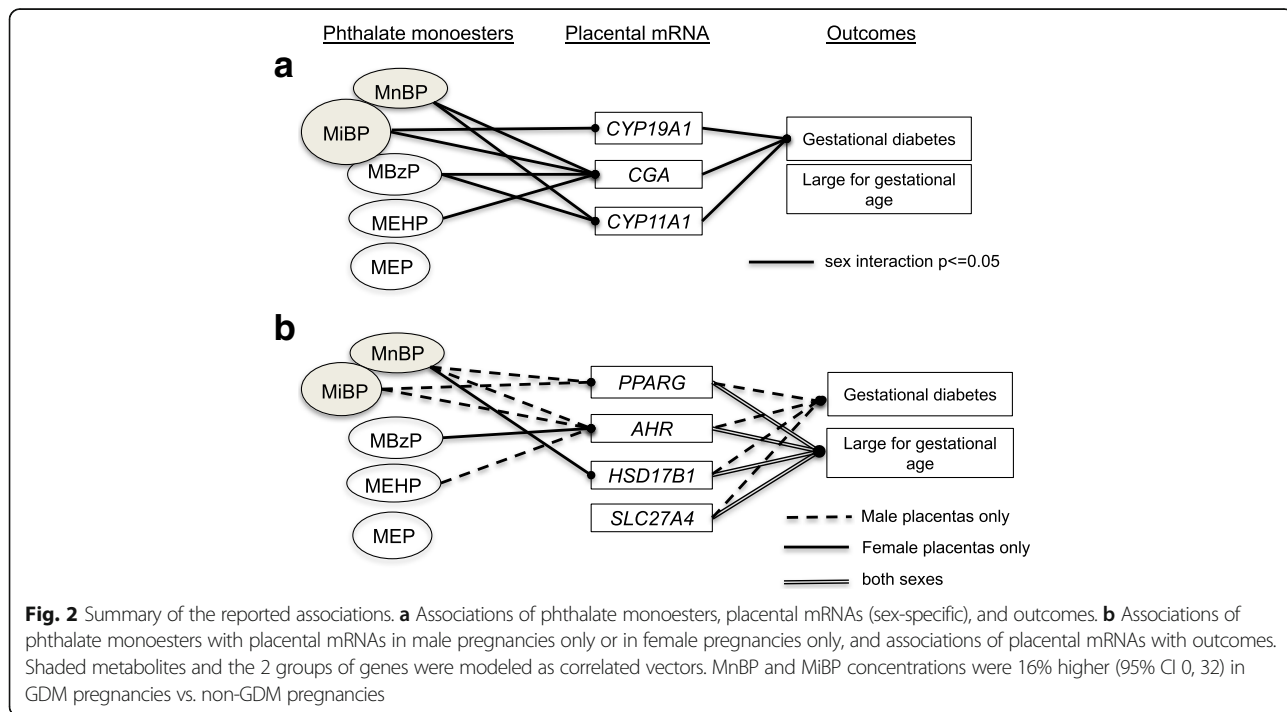 Phthalate monoesters Placental mRNA Outcomes
a
MnBP
MiBP
MBzP
MEHP
MEP
CYP19A1
CGA
CYP11A1
Gestational diabetes
Large for gestational
age
sex interaction p<=0.05
b
MnBP
MiBP
MBzP
MEHP
MEP
PPARG
AHR
HSD17B1
SLC27A4
Gestational diabetes
Large for gestational
age
Male placentas only
Female placentas only
both sexes
Fig. 2 Summary of the reported associations. a Associations of phthalate monoesters, placental mRNAs (sex-specific), and outcomes. b Associations of
phthalate monoesters with placental mRNAs in male pregnancies only or in female pregnancies only, and associations of placental mRNAs with outcomes.
Shaded metabolites and the 2 groups of genes were modeled as correlated vectors. MnBP and MiBP concentrations were 16% higher (95% CI 0, 32) in
GDM pregnancies vs. non-GDM pregnancies